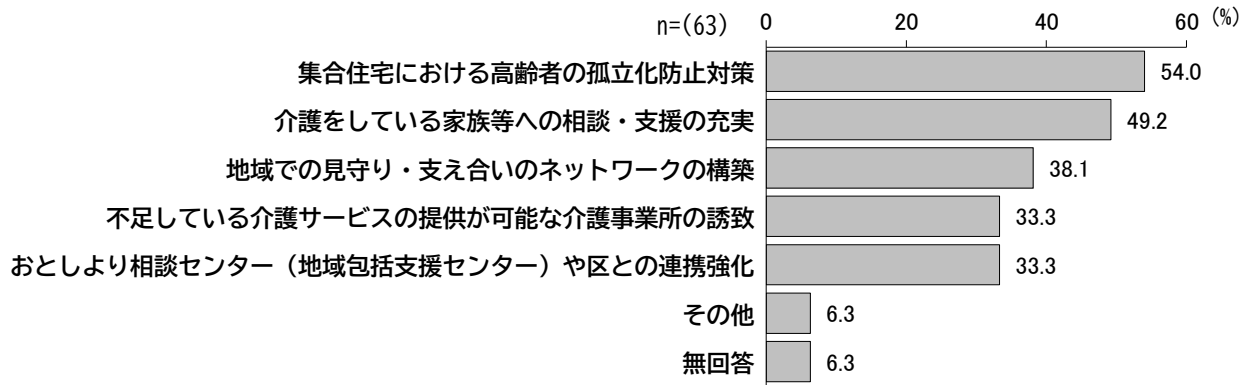 n=(63) 0 20 40 60 (%)
集合住宅における高齢者の孤立化防止対策 54.0
介護をしている家族等への相談・支援の充実 49.2
地域での見守り・支え合いのネットワークの構築 38.1
不足している介護サービスの提供が可能な介護事業所の誘致 33.3
おとしより相談センター（地域包括支援センター）や区との連携強化 33.3
その他 6.3
無回答 6.3